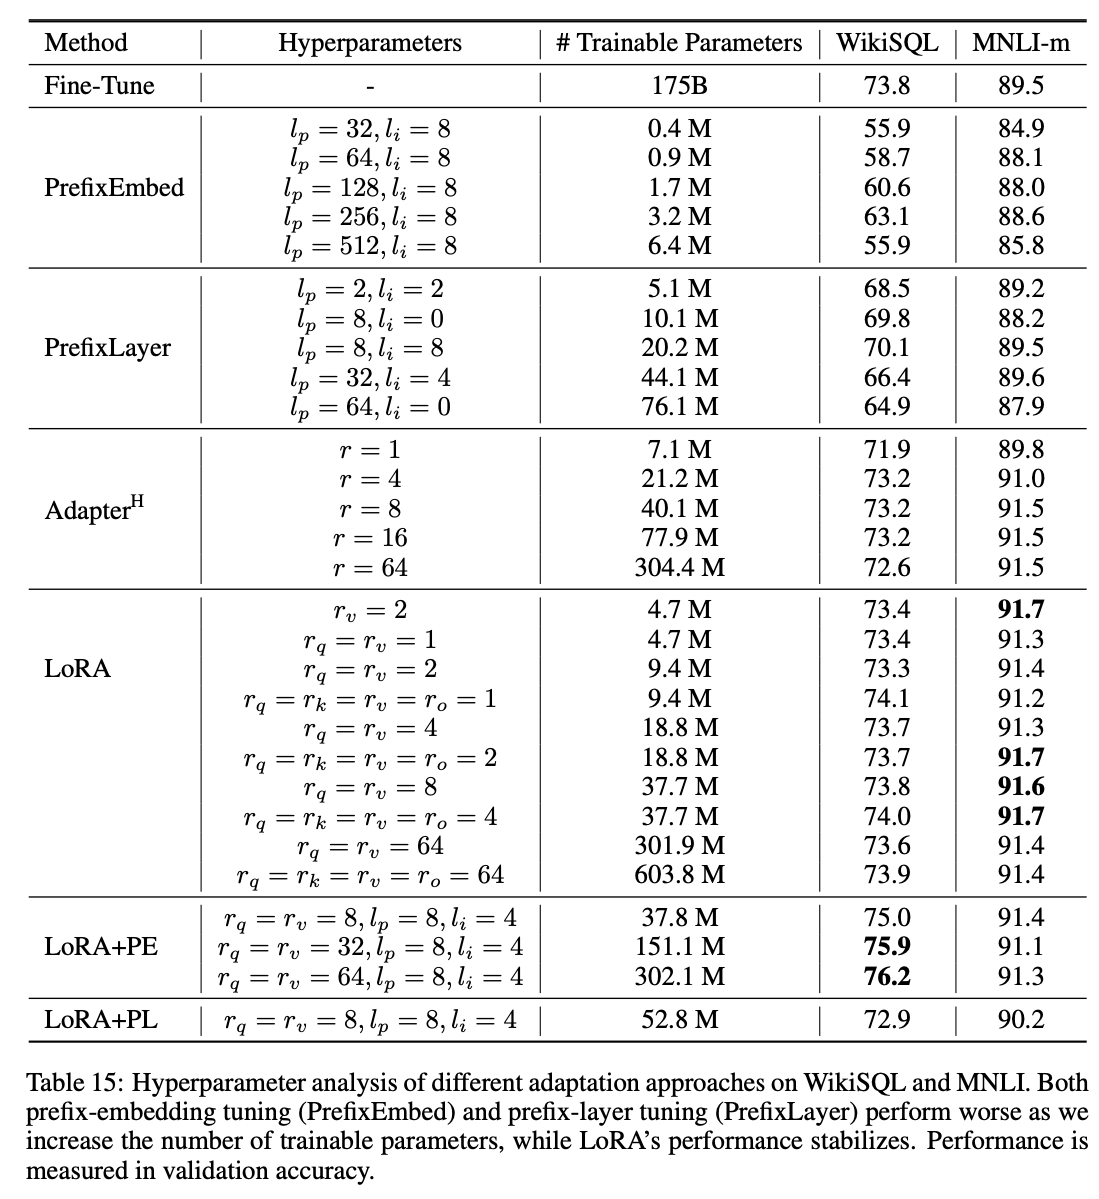 Method | Hyperparameters | # Trainable Parameters | WikiSQL | MNLI-m
Fine-Tune | - | 175B | 73.8 | 89.5
l_p = 32, l_i = 8 | 0.4 M | 55.9 | 84.9
l_p = 64, l_i = 8 | 0.9 M | 58.7 | 88.1
PrefixEmbed | l_p = 128, l_i = 8 | 1.7 M | 60.6 | 88.0
l_p = 256, l_i = 8 | 3.2 M | 63.1 | 88.6
l_p = 512, l_i = 8 | 6.4 M | 55.9 | 85.8
l_p = 2, l_i = 2 | 5.1 M | 68.5 | 89.2
l_p = 8, l_i = 0 | 10.1 M | 69.8 | 88.2
PrefixLayer | l_p = 8, l_i = 8 | 20.2 M | 70.1 | 89.5
l_p = 32, l_i = 4 | 44.1 M | 66.4 | 89.6
l_p = 64, l_i = 0 | 76.1 M | 64.9 | 87.9
r = 1 | 7.1 M | 71.9 | 89.8
r = 4 | 21.2 M | 73.2 | 91.0
Adapter^H | r = 8 | 40.1 M | 73.2 | 91.5
r = 16 | 77.9 M | 73.2 | 91.5
r = 64 | 304.4 M | 72.6 | 91.5
r_v = 2 | 4.7 M | 73.4 | 91.7
r_q = r_v = 1 | 4.7 M | 73.4 | 91.3
LoRA | r_q = r_v = 2 | 9.4 M | 73.3 | 91.4
r_q = r_k = r_v = r_o = 1 | 9.4 M | 74.1 | 91.2
r_q = r_v = 4 | 18.8 M | 73.7 | 91.3
r_q = r_k = r_v = r_o = 2 | 18.8 M | 73.7 | 91.7
r_q = r_v = 8 | 37.7 M | 73.8 | 91.6
r_q = r_k = r_v = r_o = 4 | 37.7 M | 74.0 | 91.7
r_q = r_v = 64 | 301.9 M | 73.6 | 91.4
r_q = r_k = r_v = r_o = 64 | 603.8 M | 73.9 | 91.4
r_q = r_v = 8, l_p = 8, l_i = 4 | 37.8 M | 75.0 | 91.4
LoRA+PE | r_q = r_v = 32, l_p = 8, l_i = 4 | 151.1 M | 75.9 | 91.1
r_q = r_v = 64, l_p = 8, l_i = 4 | 302.1 M | 76.2 | 91.3
LoRA+PL | r_q = r_v = 8, l_p = 8, l_i = 4 | 52.8 M | 72.9 | 90.2
Table 15: Hyperparameter analysis of different adaptation approaches on WikiSQL and MNLI. Both
prefix-embedding tuning (PrefixEmbed) and prefix-layer tuning (PrefixLayer) perform worse as we
increase the number of trainable parameters, while LoRA's performance stabilizes. Performance is
measured in validation accuracy.